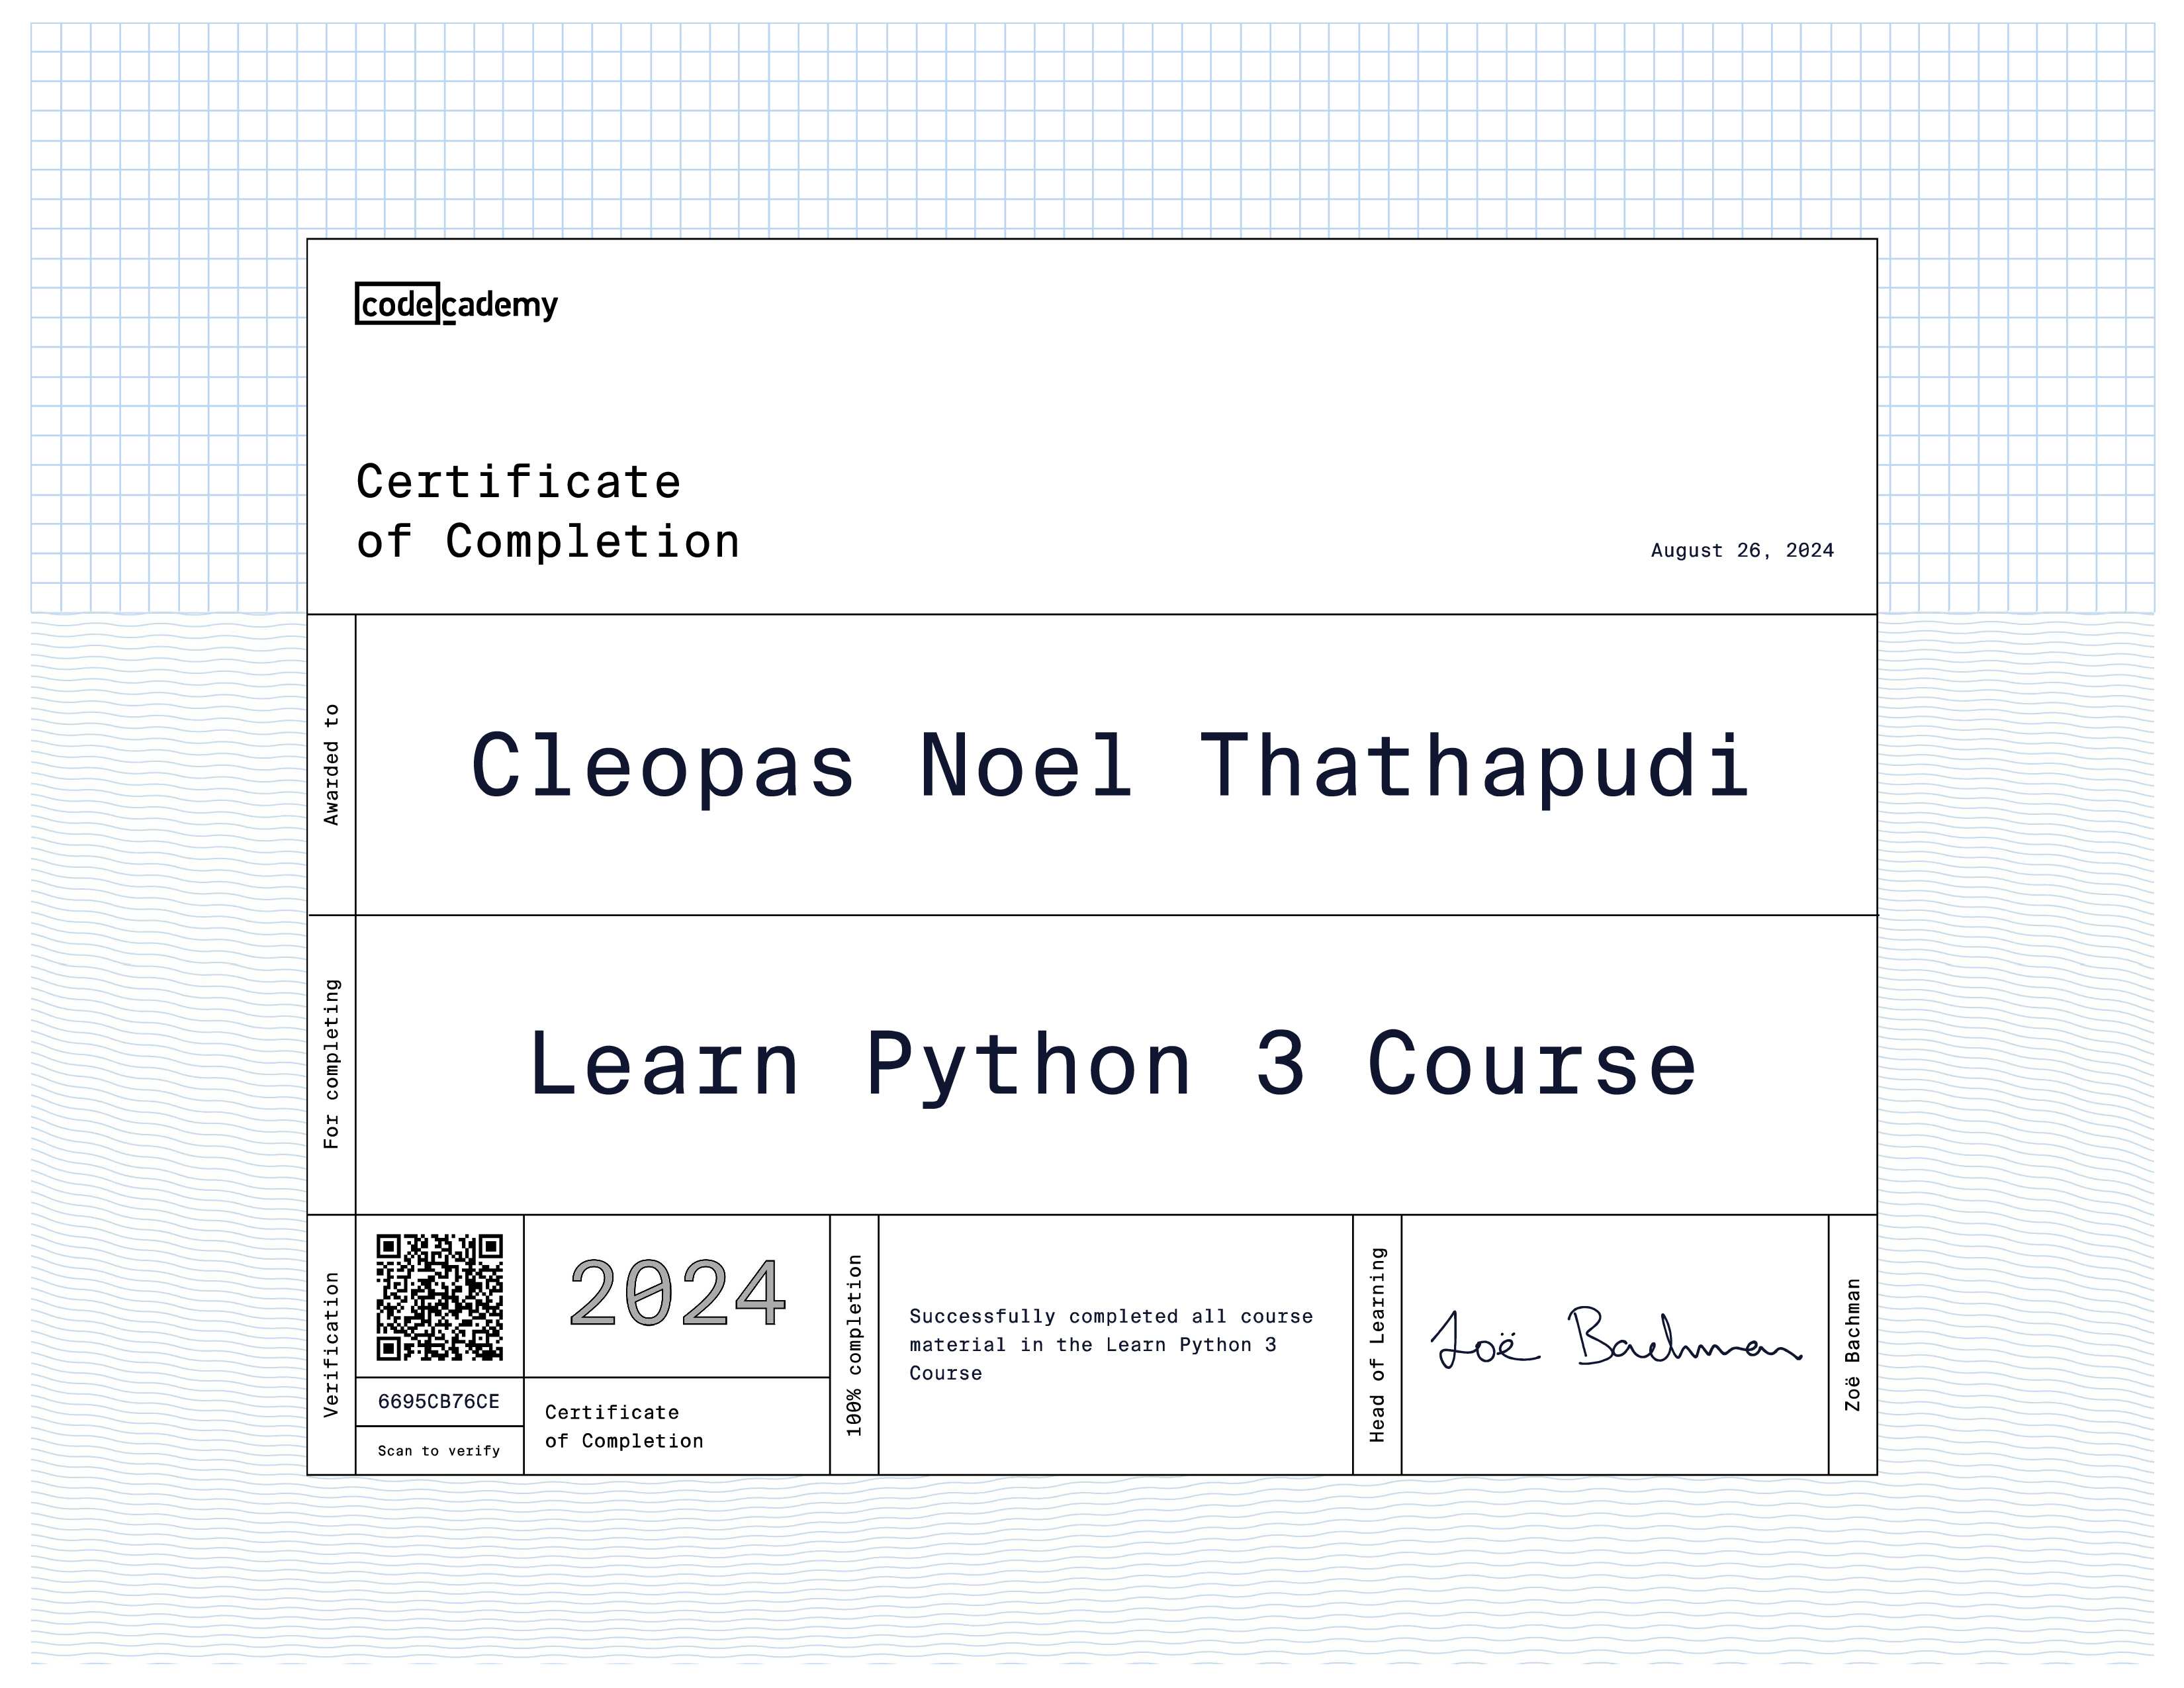 codecademy
Certificate
of Completion
August 26, 2024
Awarded to
Cleopas Noel Thathapudi
For completing
Learn Python 3 Course
Verification
6695CB76CE
Scan to verify
2024
Certificate
of Completion
100% completion
Successfully completed all course
material in the Learn Python 3
Course
Head of Learning
Zoë Bachman
Zoë Bachman